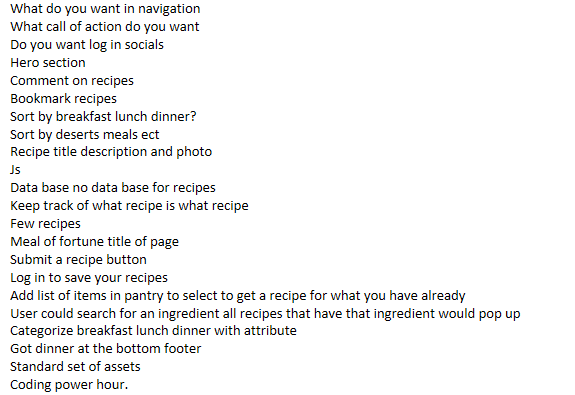 What do you want in navigation
What call of action do you want
Do you want log in socials
Hero section
Comment on recipes
Bookmark recipes
Sort by breakfast lunch dinner?
Sort by deserts meals ect
Recipe title description and photo
Js
Data base no data base for recipes
Keep track of what recipe is what recipe
Few recipes
Meal of fortune title of page
Submit a recipe button
Log in to save your recipes
Add list of items in pantry to select to get a recipe for what you have already
User could search for an ingredient all recipes that have that ingredient would pop up
Categorize breakfast lunch dinner with attribute
Got dinner at the bottom footer
Standard set of assets
Coding power hour.